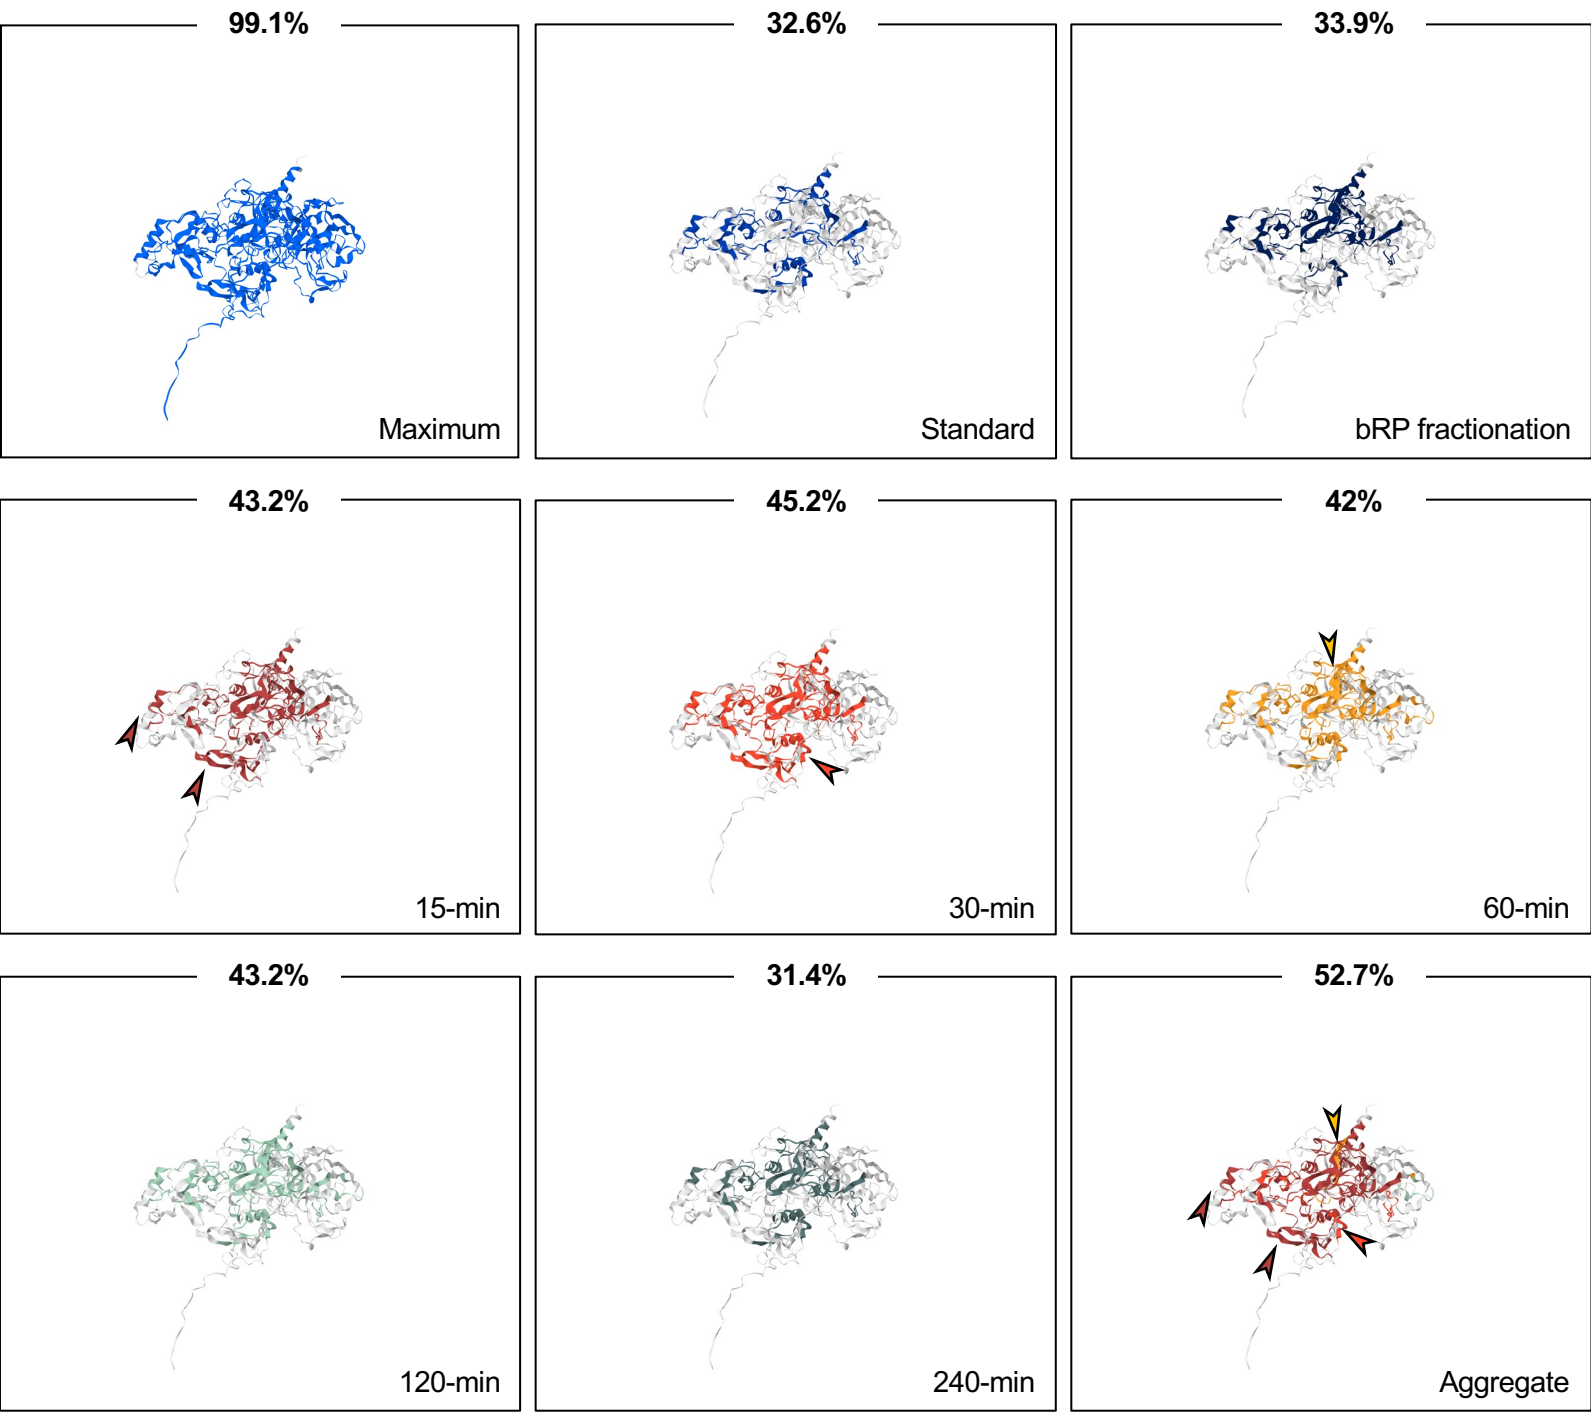 99.1%
32.6%
33.9%
Maximum
Standard
bRP fractionation
43.2%
45.2%
42%
15-min
30-min
60-min
43.2%
31.4%
52.7%
120-min
240-min
Aggregate